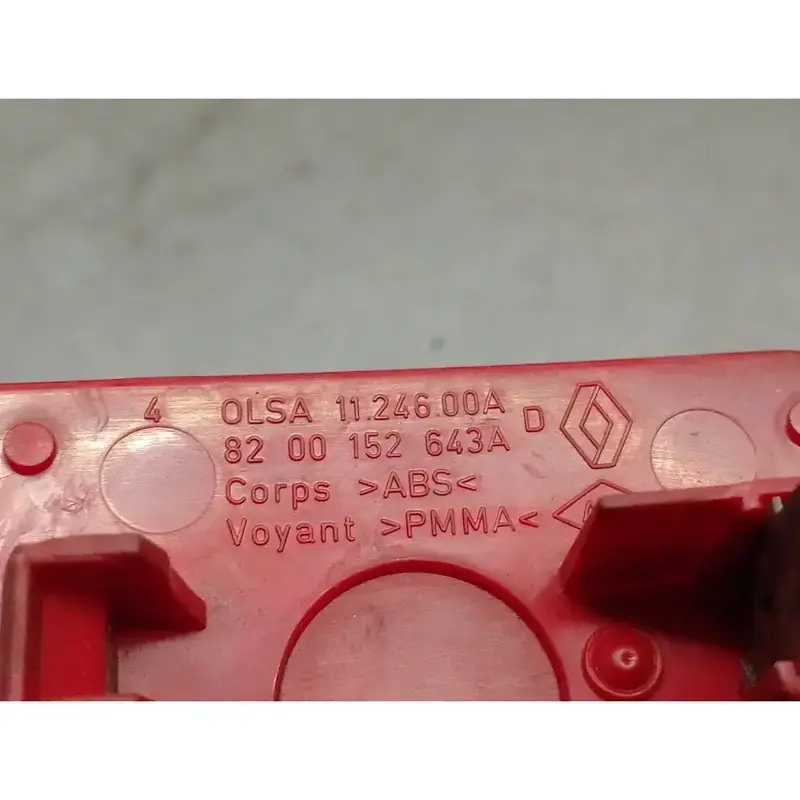 4 OLSA 11.246.00A D
82 00 152 643A
Corps >ABS<
Voyant >PMMA<
G